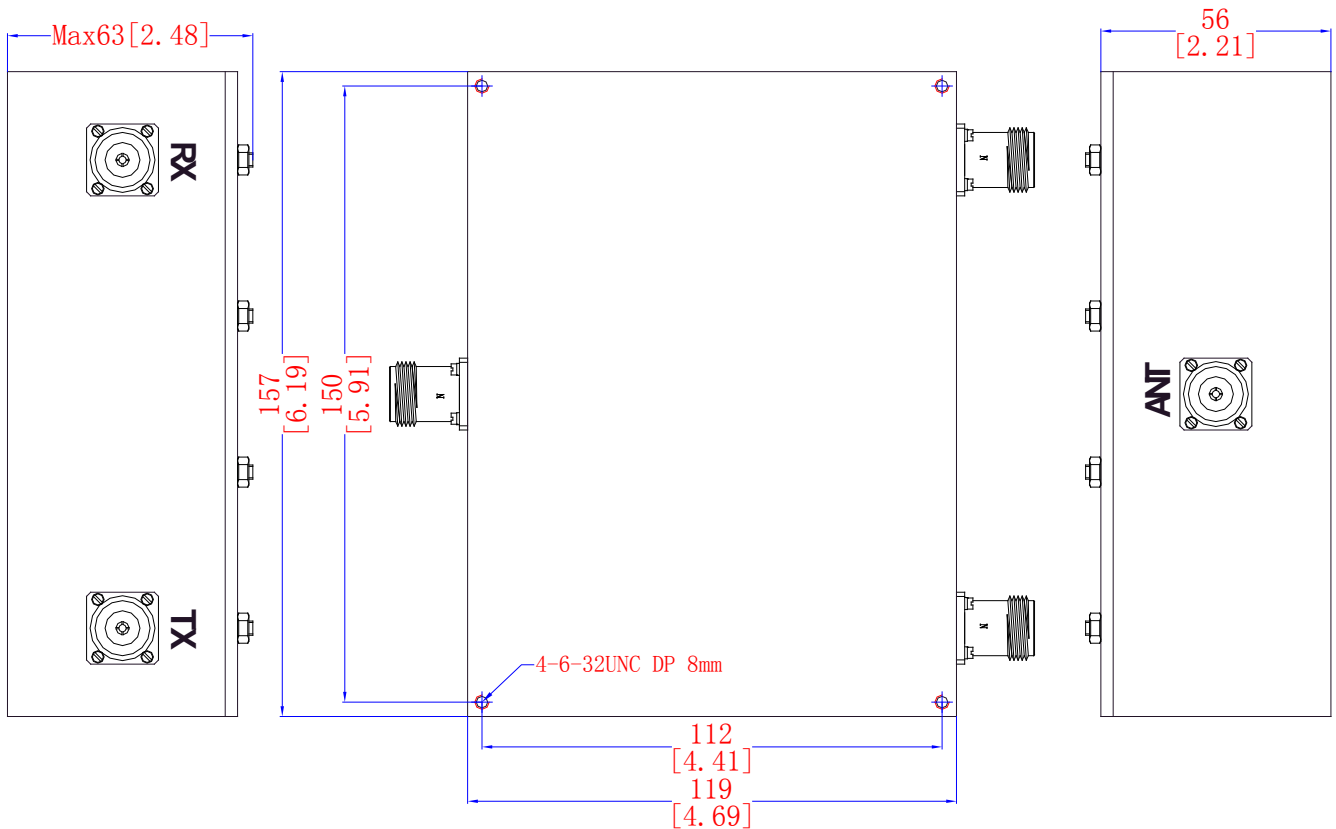 Max63[2.48]
56
[2.21]
RX
N
157
[6.19]
150
[5.91]
N
ANT
TX
N
4-6-32UNC DP 8mm
112
[4.41]
119
[4.69]